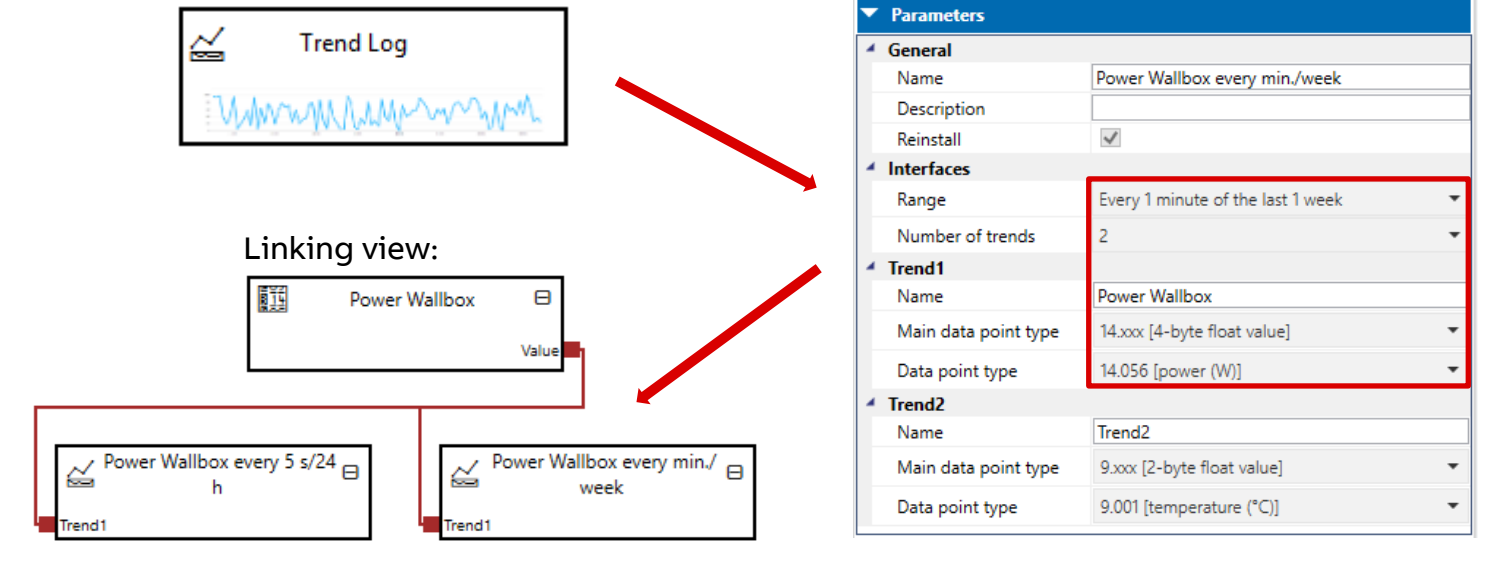 Trend Log
Linking view:
Power Wallbox
Value
Power Wallbox every 5 s/24
h
Trend1
Power Wallbox every min./
week
Trend1
Parameters
General
Name Power Wallbox every min./week
Description
Reinstall
Interfaces
Range Every 1 minute of the last 1 week
Number of trends 2
Trend1
Name Power Wallbox
Main data point type 14.xxx [4-byte float value]
Data point type 14.056 [power (W)]
Trend2
Name Trend2
Main data point type 9.xxx [2-byte float value]
Data point type 9.001 [temperature (°C)]